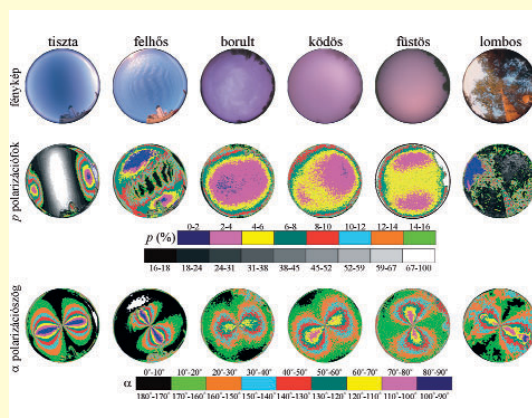 tiszta felhős borult ködös füstös lombos
fénykép
p polarizációfok
0-2 2-4 4-6 6-8 8-10 10-12 12-14 14-16
p (%)
16-18 18-24 24-31 31-38 38-45 45-52 52-59 59-67 67-100
α polarizációszög
0°-10° 10°-20° 20°-30° 30°-40° 40°-50° 50°-60° 60°-70° 70°-80° 80°-90°
α
180°-170° 170°-160° 160°-150° 150°-140° 140°-130° 130°-120° 120°-110° 110°-100° 100°-90°